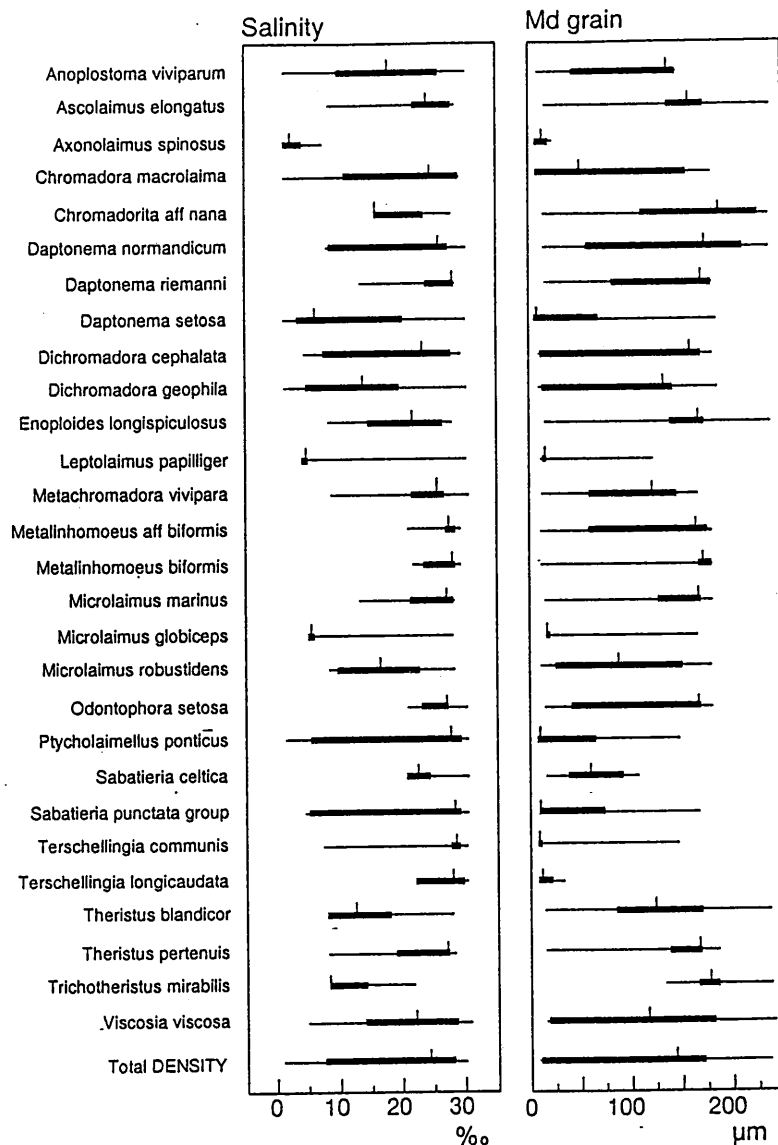 Salinity
Md grain
Anoplostoma viviparum
Ascolaimus elongatus
Axonolaimus spinosus
Chromadora macrolaima
Chromadorita aff nana
Daptonema normandicum
Daptonema riemanni
Daptonema setosa
Dichromadora cephalata
Dichromadora geophila
Enoploides longispiculosus
Leptolaimus papilliger
Metachromadora vivipara
Metalinhomoeus aff biformis
Metalinhomoeus biformis
Microlaimus marinus
Microlaimus globiceps
Microlaimus robustidens
Odontophora setosa
Ptycholaimellus ponticus
Sabatieria celtica
Sabatieria punctata group
Terschellingia communis
Terschellingia longicaudata
Theristus blandicor
Theristus pertenuis
Trichotheristus mirabilis
Viscosia viscosa
Total DENSITY
0 10 20 30
0 100 200
‰
µm